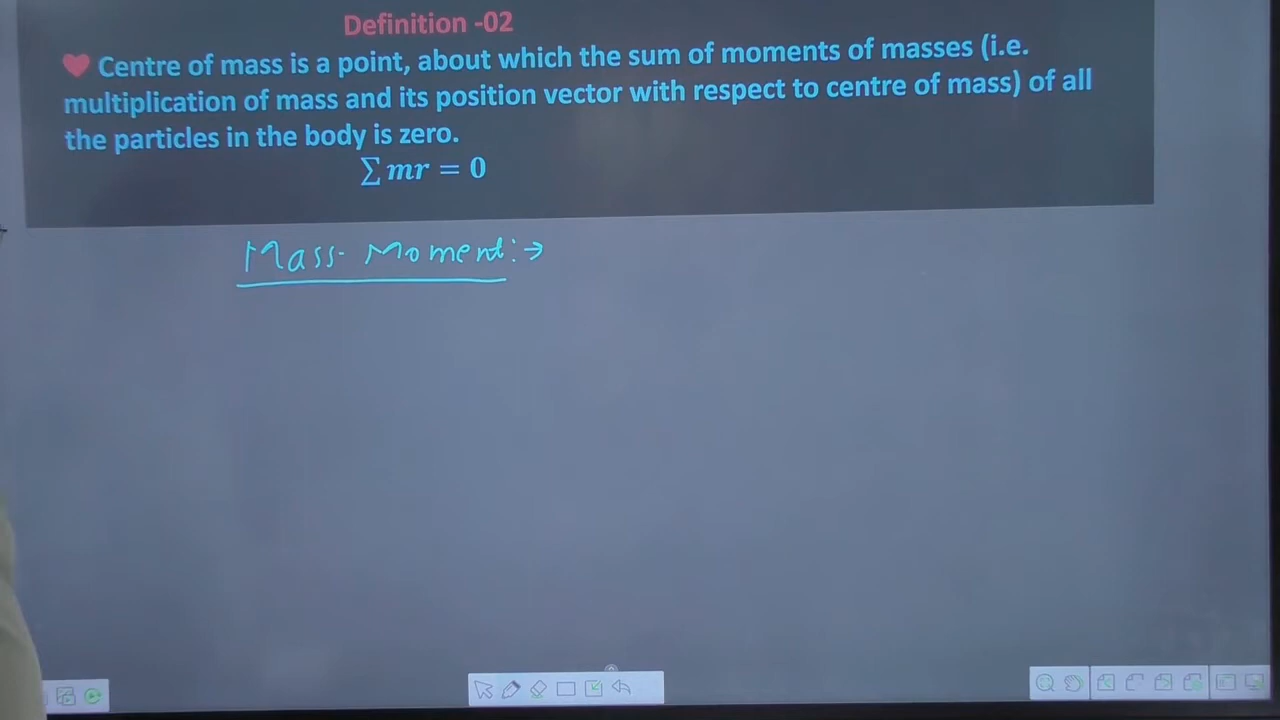 Definition -02
Centre of mass is a point, about which the sum of moments of masses (i.e.
multiplication of mass and its position vector with respect to centre of mass) of all
the particles in the body is zero.
∑ mr = 0
Mass-Moment:→